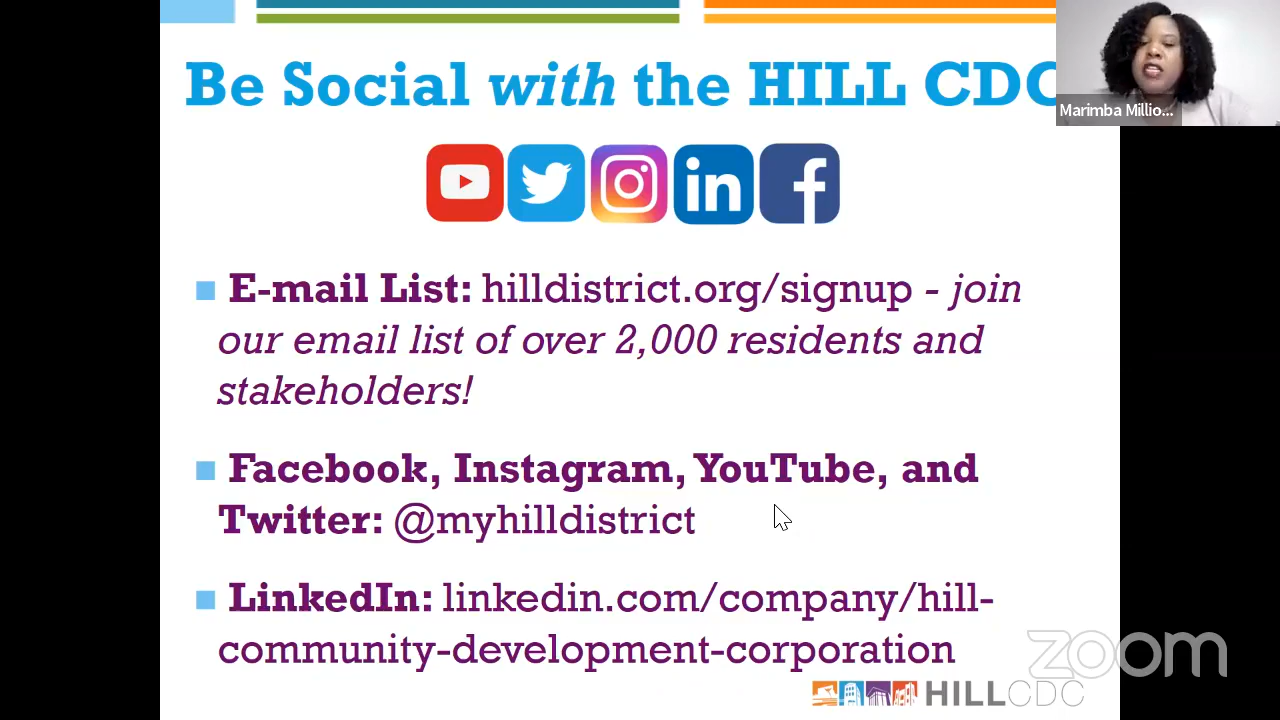 Be Social with the HILL CDC
Marimba Millio...
in
f
E-mail List: hilldistrict.org/signup - join
our email list of over 2,000 residents and
stakeholders!
Facebook, Instagram, YouTube, and
Twitter: @myhilldistrict
LinkedIn: linkedin.com/company/hill-
community-development-corporation
zoom
HILLCDC